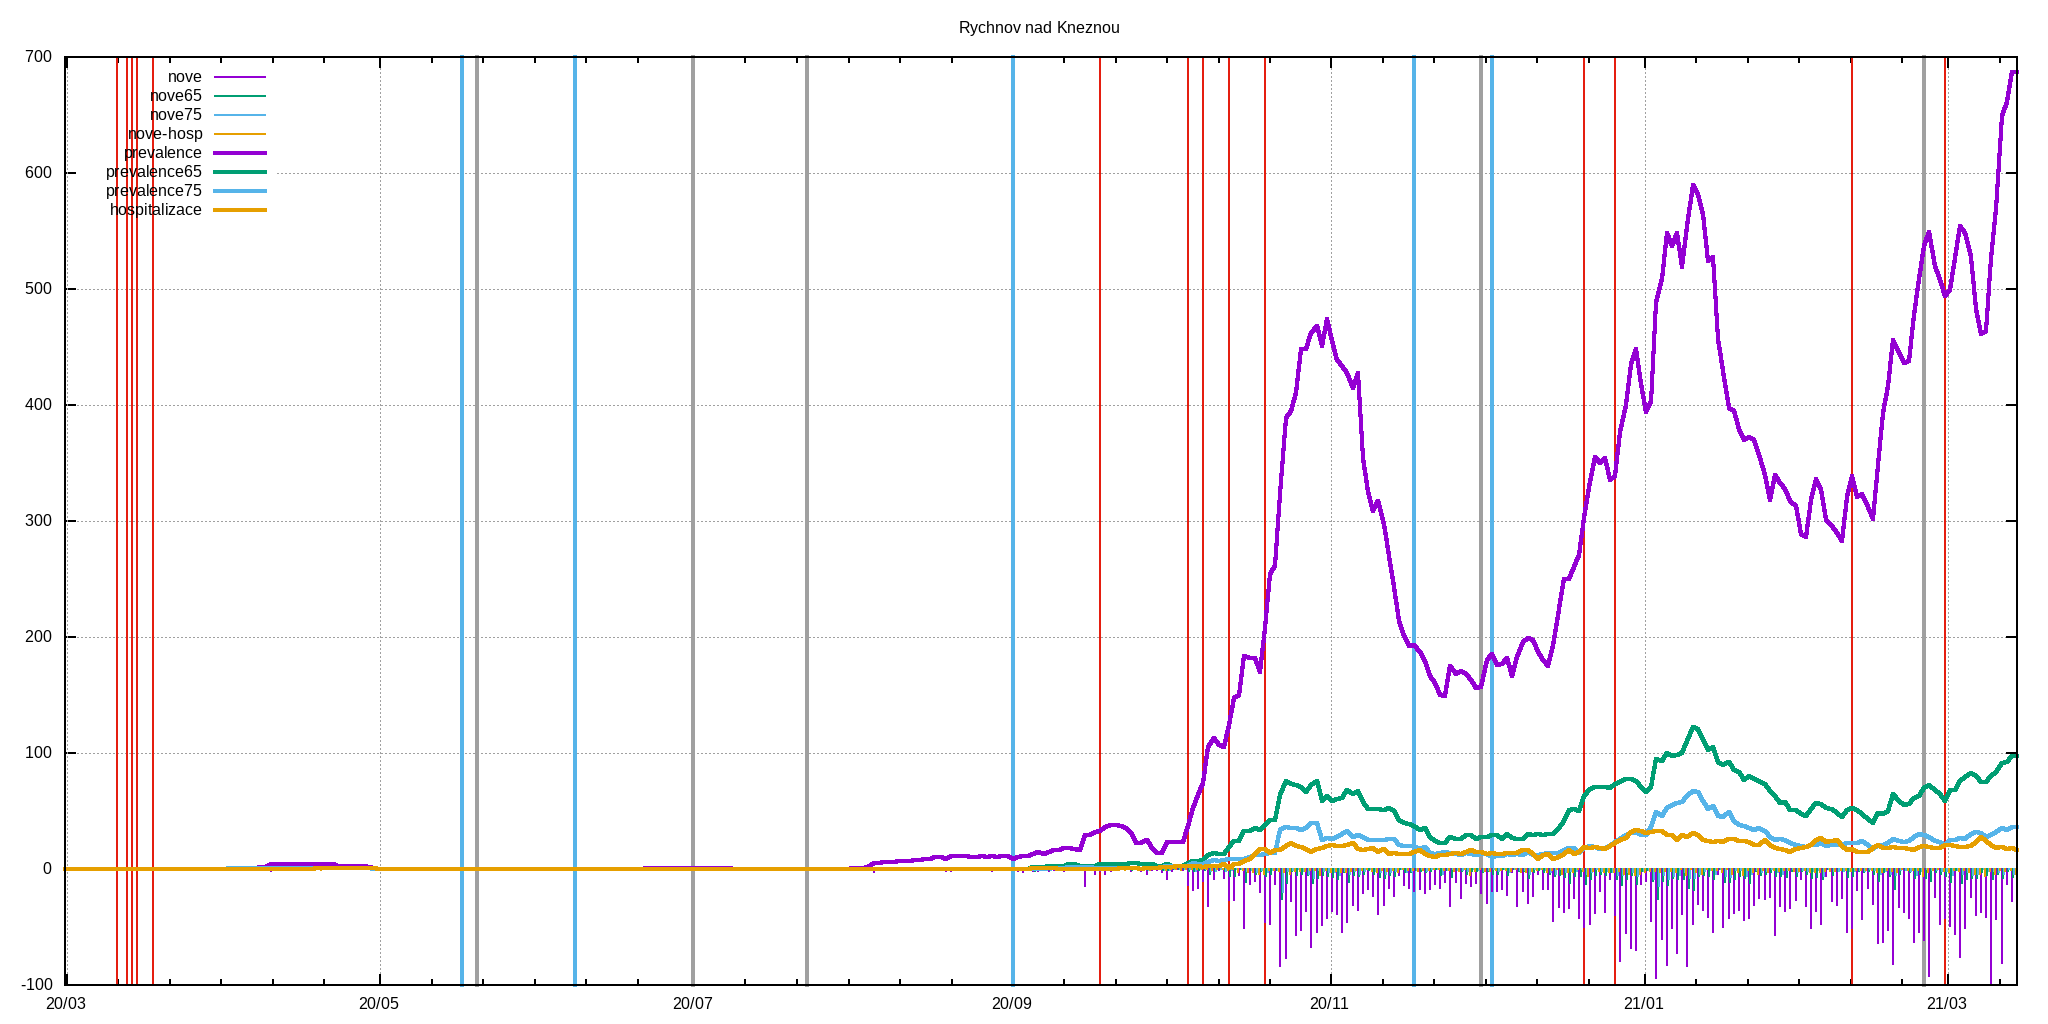 Rychnov nad Kneznou
700
600
500
400
300
200
100
0
-100
nove
nove65
nove75
nove-hosp
prevalence
prevalence65
prevalence75
hospitalizace
20/03
20/05
20/07
20/09
20/11
21/01
21/03